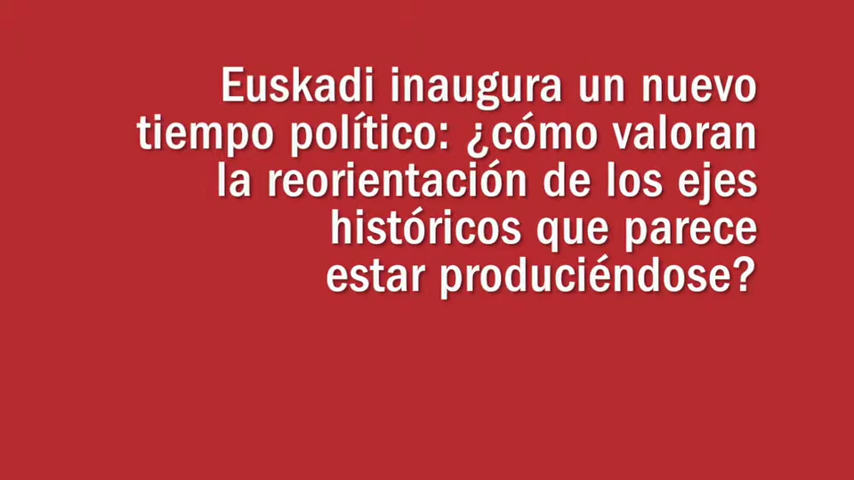 Euskadi inaugura un nuevo
tiempo político: ¿cómo valoran
la reorientación de los ejes
históricos que parece
estar produciéndose?